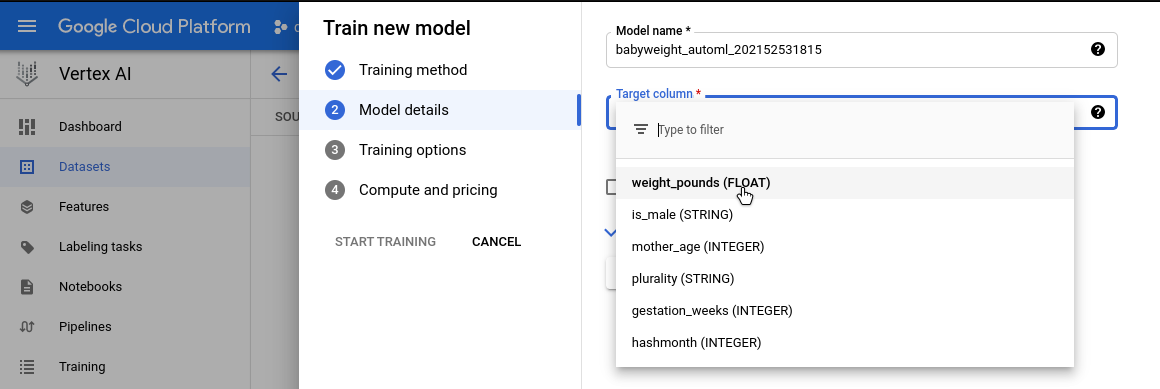 Google Cloud Platform
Vertex AI
Dashboard
Datasets
Features
Labeling tasks
Notebooks
Pipelines
Training
SOU
Train new model
Training method
2 Model details
3 Training options
4 Compute and pricing
START TRAINING CANCEL
Model name *
babyweight_automl_202152531815
Target column *
Type to filter
weight_pounds (FLOAT)
is_male (STRING)
mother_age (INTEGER)
plurality (STRING)
gestation_weeks (INTEGER)
hashmonth (INTEGER)